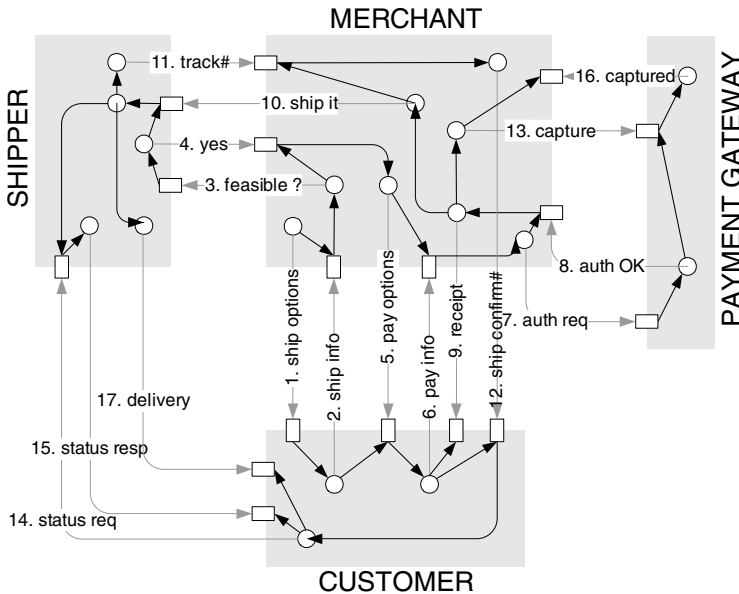 MERCHANT
SHIPPER
PAYMENT GATEWAY
11. track#
16. captured
10. ship it
13. capture
4. yes
3. feasible ?
8. auth OK
7. auth req
1. ship options
2. ship info
5. pay options
6. pay info
9. receipt
12. ship confirm#
17. delivery
15. status resp
14. status req
CUSTOMER